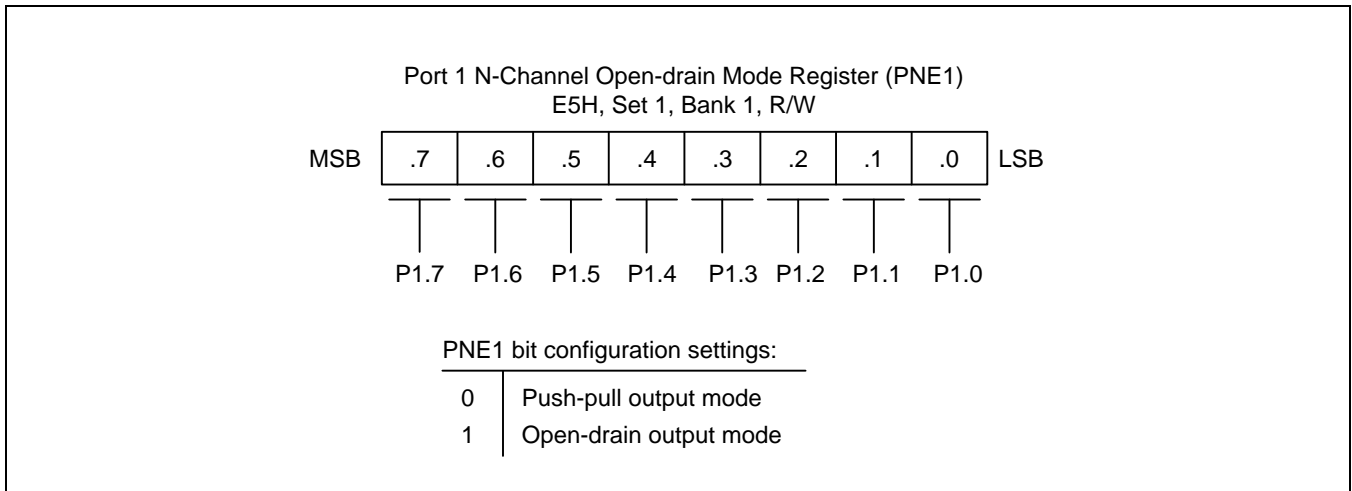 Port 1 N-Channel Open-drain Mode Register (PNE1)
E5H, Set 1, Bank 1, R/W
MSB .7 .6 .5 .4 .3 .2 .1 .0 LSB
P1.7 P1.6 P1.5 P1.4 P1.3 P1.2 P1.1 P1.0
PNE1 bit configuration settings:
0 Push-pull output mode
1 Open-drain output mode